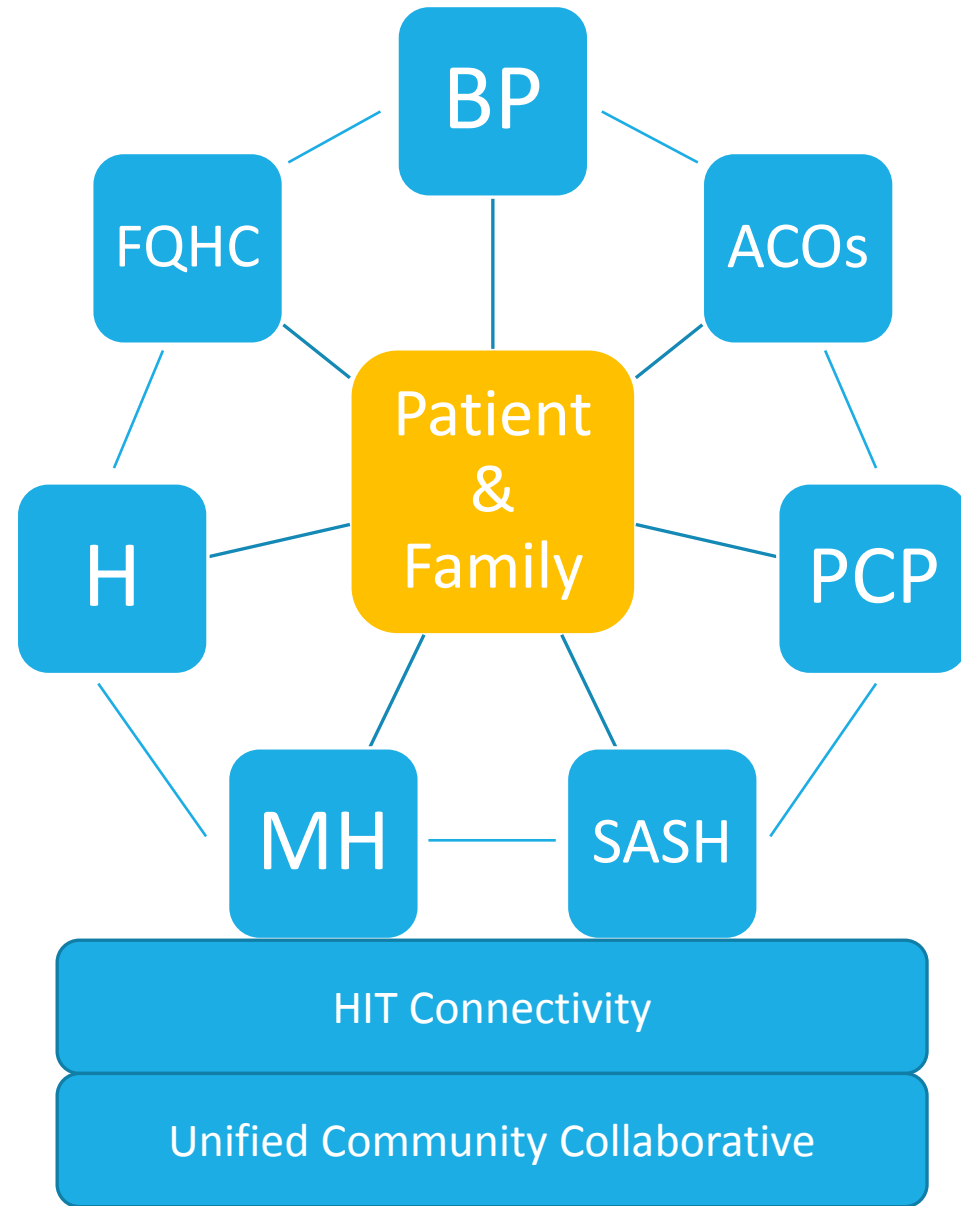 BP
FQHC
ACOs
Patient
&
Family
H
PCP
MH
SASH
HIT Connectivity
Unified Community Collaborative